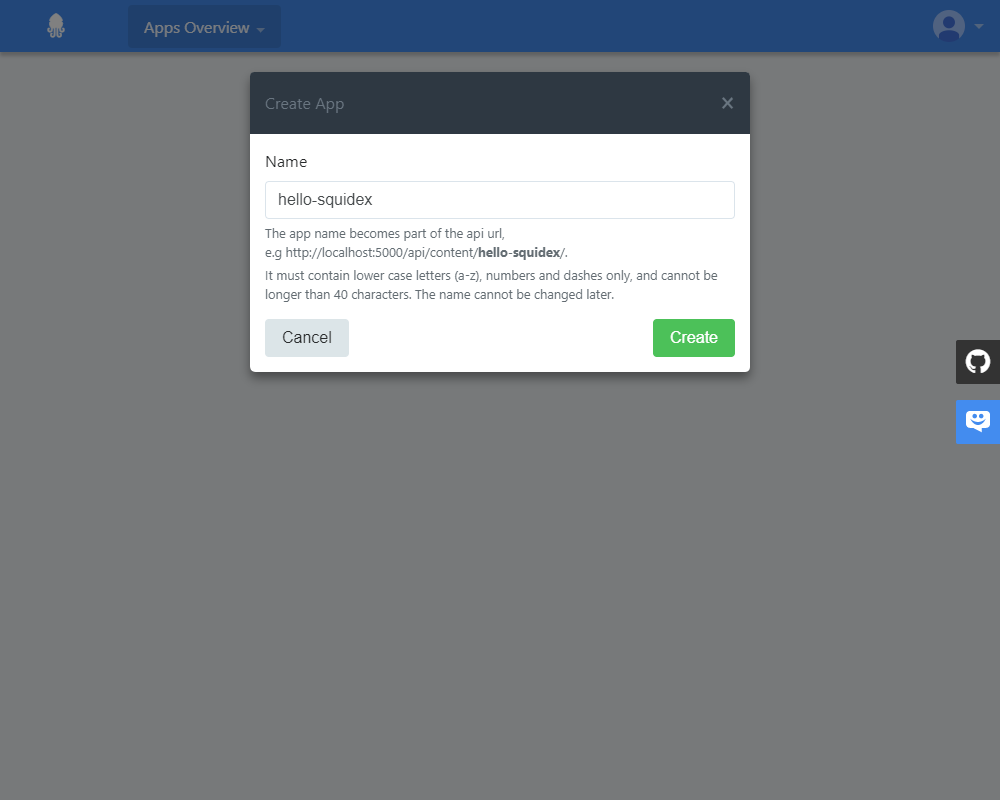 Apps Overview
Create App
Name
hello-squidex
The app name becomes part of the api url,
e.g http://localhost:5000/api/content/hello-squidex/.
It must contain lower case letters (a-z), numbers and dashes only, and cannot be
longer than 40 characters. The name cannot be changed later.
Cancel
Create